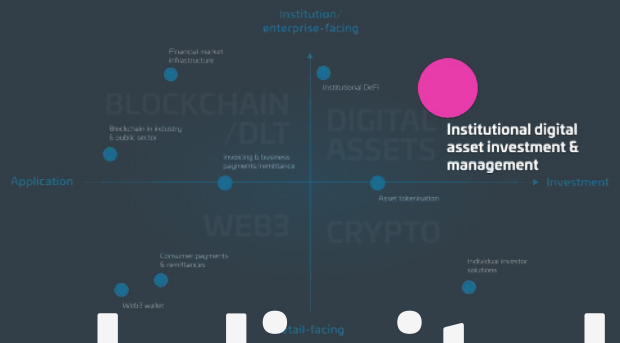 Institution/
enterprise-facing
Financial market
infrastructure
Institutional DeFi
BLOCKCHAIN
/DLT
DIGITAL
ASSETS
Institutional digital
asset investment &
management
Blockchain in industry
& public sector
Invoicing & business
payments/remittance
Application
Investment
Asset tokenisation
WEB3
CRYPTO
Consumer payments
& remittances
Individual investor
solutions
Web3 wallet